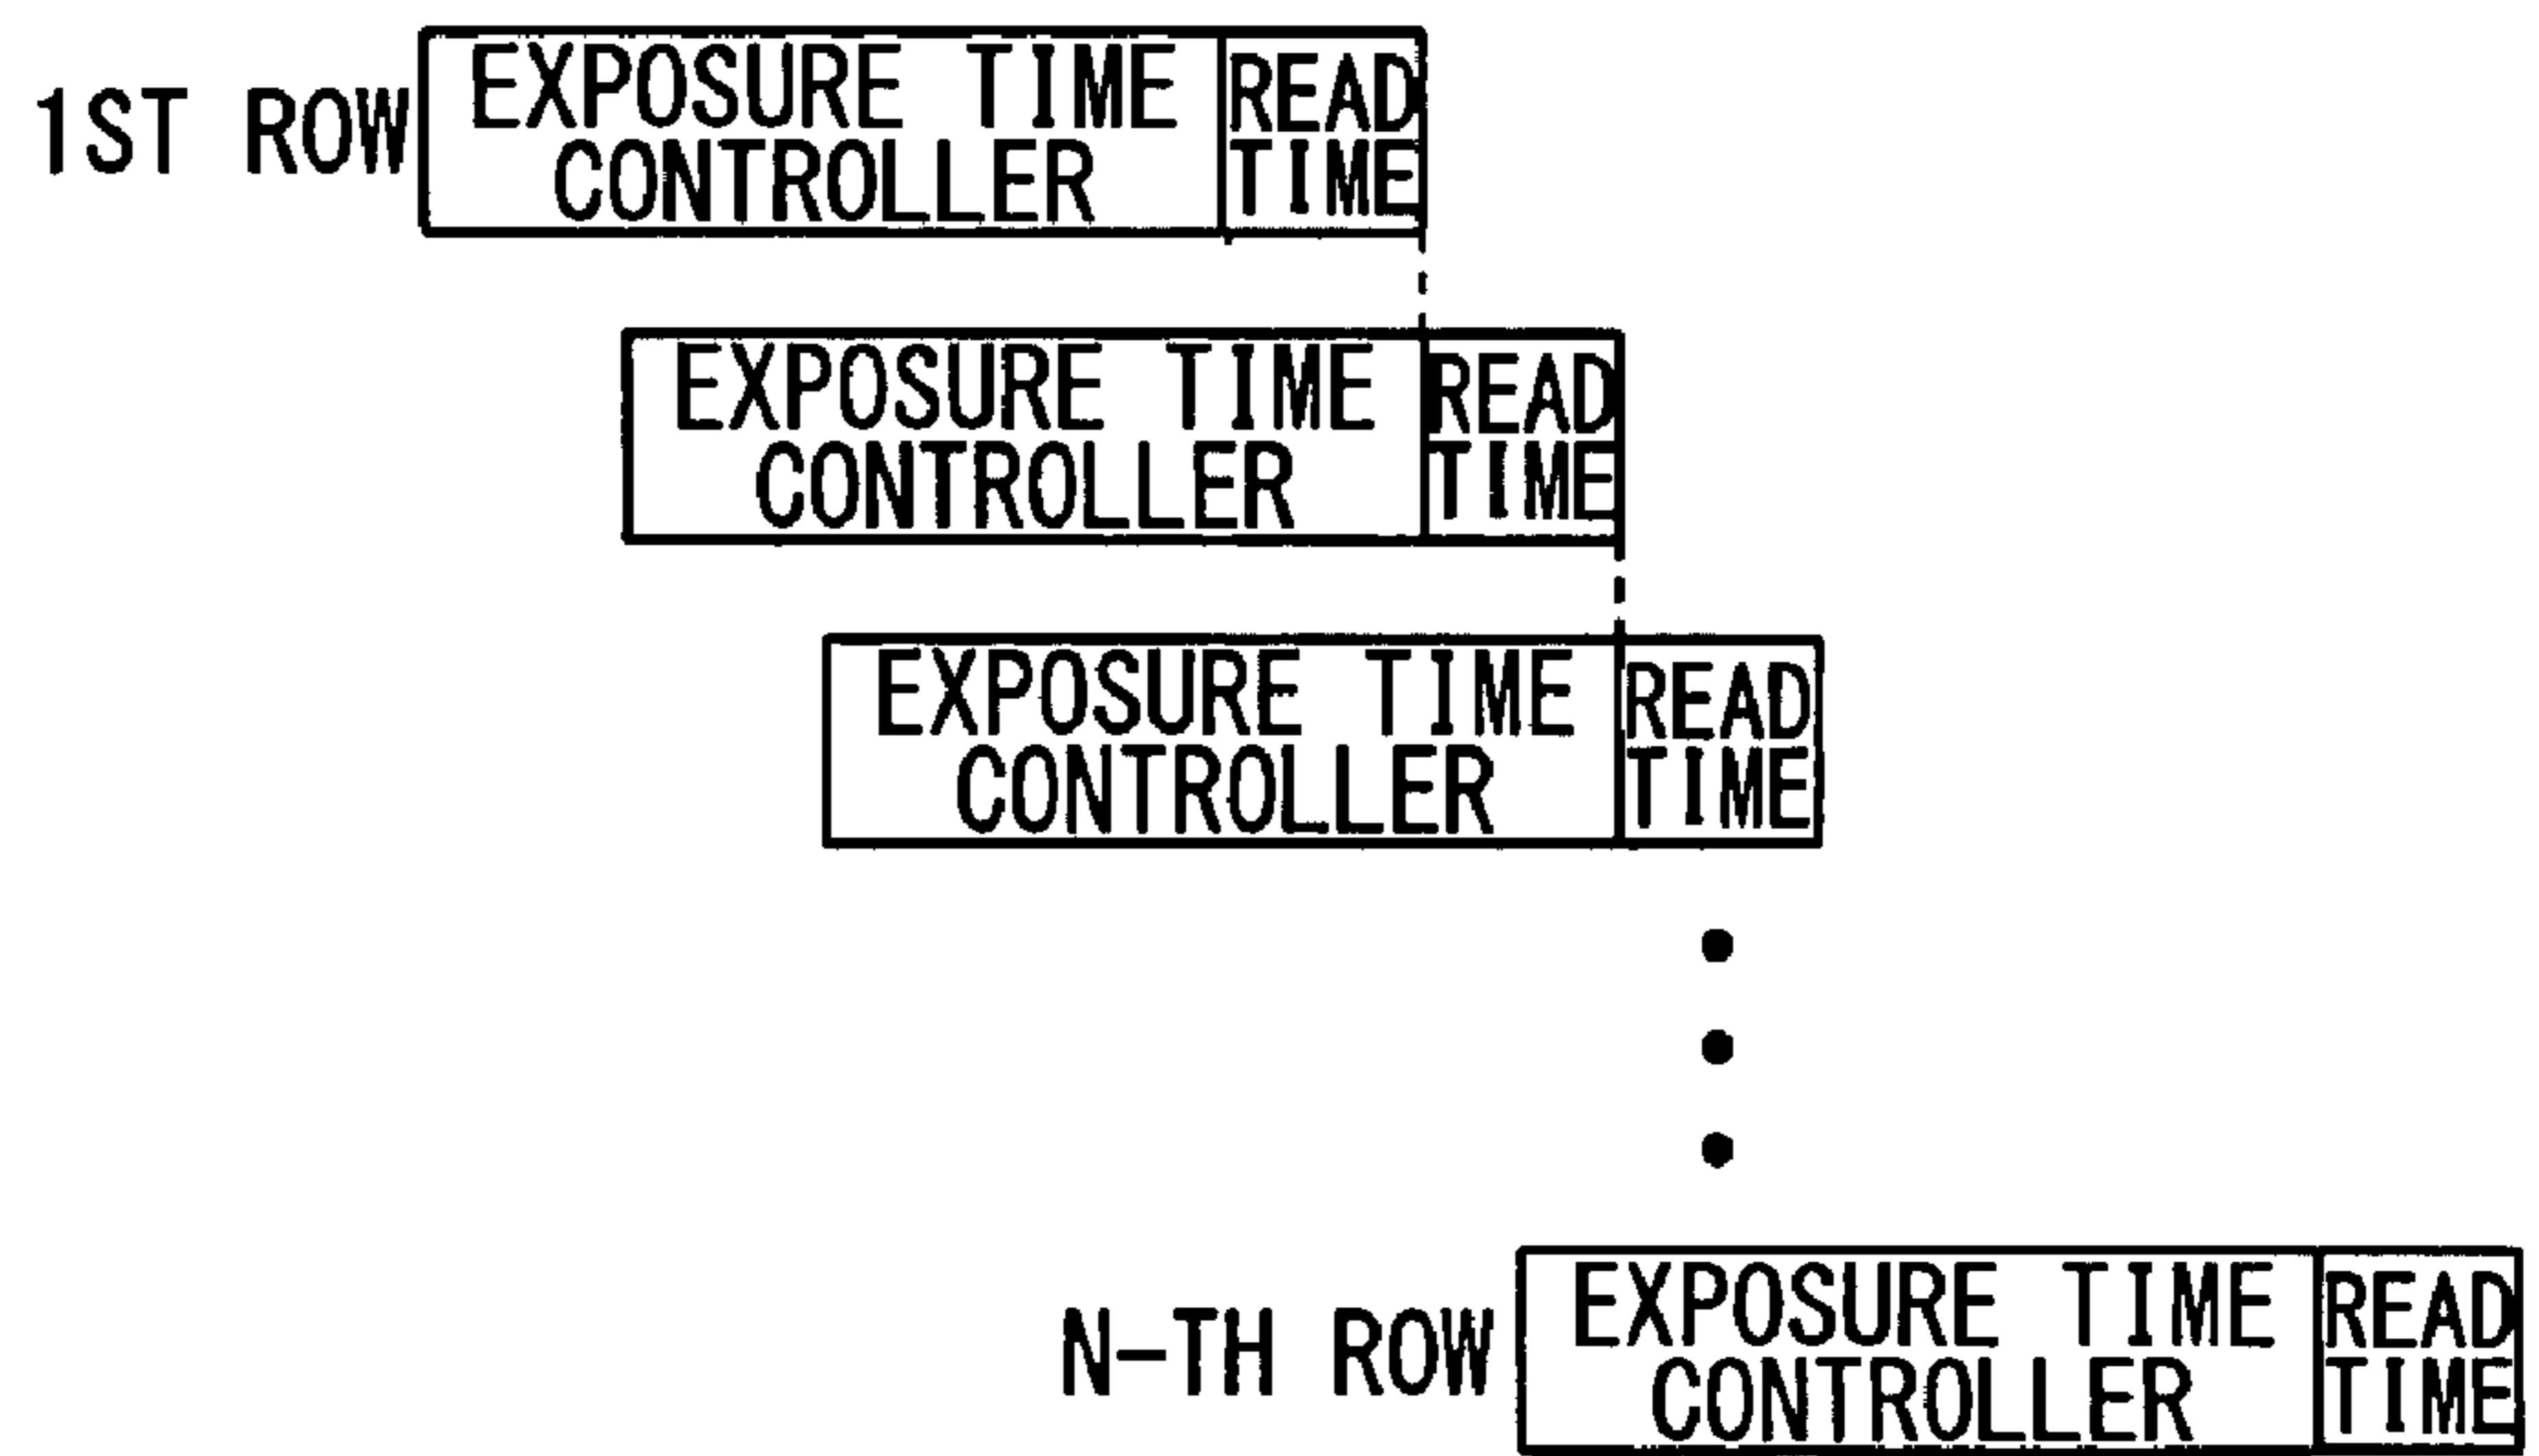 1ST ROW
EXPOSURE TIME
CONTROLLER
READ
TIME
EXPOSURE TIME
CONTROLLER
READ
TIME
EXPOSURE TIME
CONTROLLER
READ
TIME
N-TH ROW
EXPOSURE TIME
CONTROLLER
READ
TIME